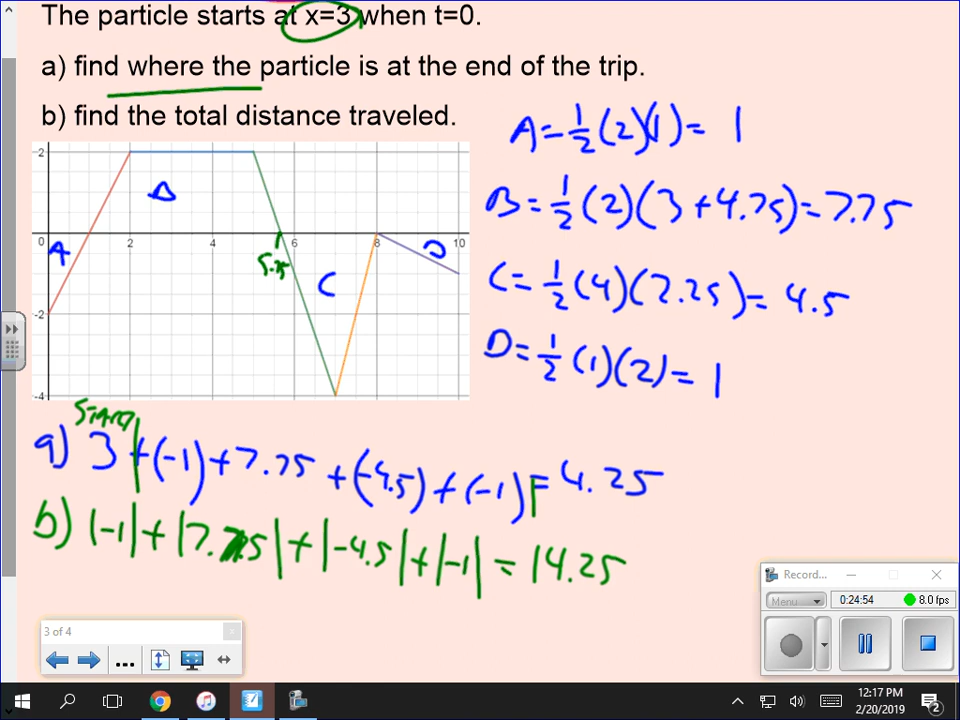 The particle starts at x=3 when t=0.
a) find where the particle is at the end of the trip.
b) find the total distance traveled.
A=½(2)(1)= 1
B=½(2)(3+4.75)=7.75
C=½(4)(2.25)=4.5
D=½(1)(2)=1
2
B
0 A 2 4 5.75 6 8 D 10
C
-2
-4
START
a) 3+(-1)+7.75+(-4.5)+(-1)=4.25
b) |-1|+|7.75|+|-4.5|+|-1|=14.25
Record...
Menu 0:24:54 8.0 fps
3 of 4
12:17 PM
2/20/2019 2